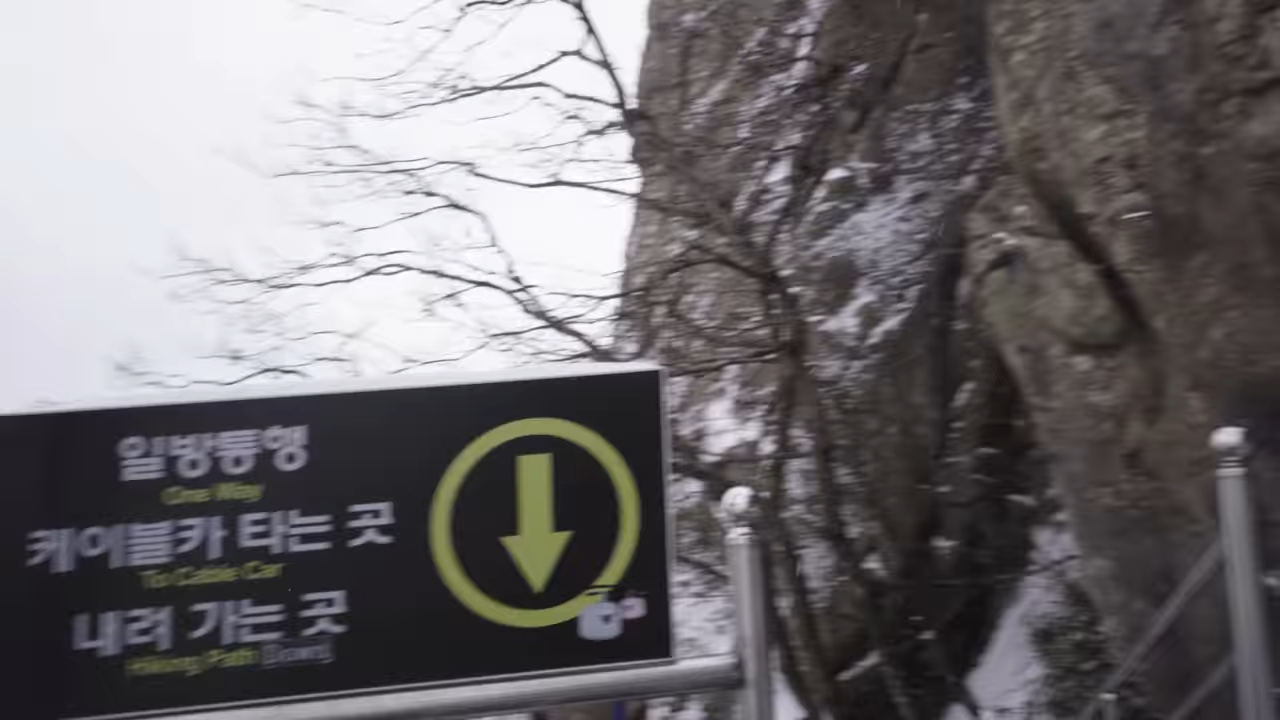 일방통행
One Way
케이블카 타는 곳
To Cable Car
내려 가는 곳
Hiking Path (Down)